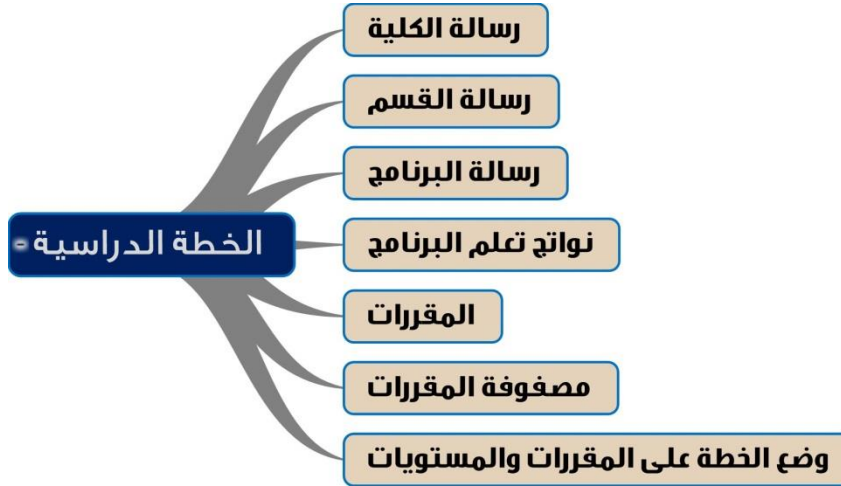 رسالة الكلية
رسالة القسم
رسالة البرنامج
الخطة الدراسية -
نواتج تعلم البرنامج
المقررات
مصفوفة المقررات
وضع الخطة على المقررات والمستويات